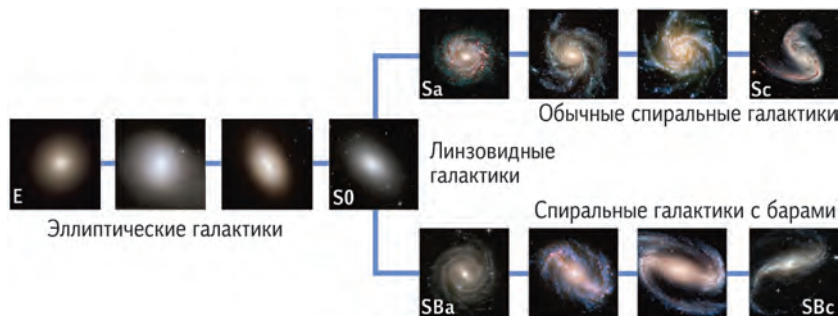 Sa
Sc
Обычные спиральные галактики
E
S0
Линзовидные
галактики
Эллиптические галактики
Спиральные галактики с барами
SBa
SBc